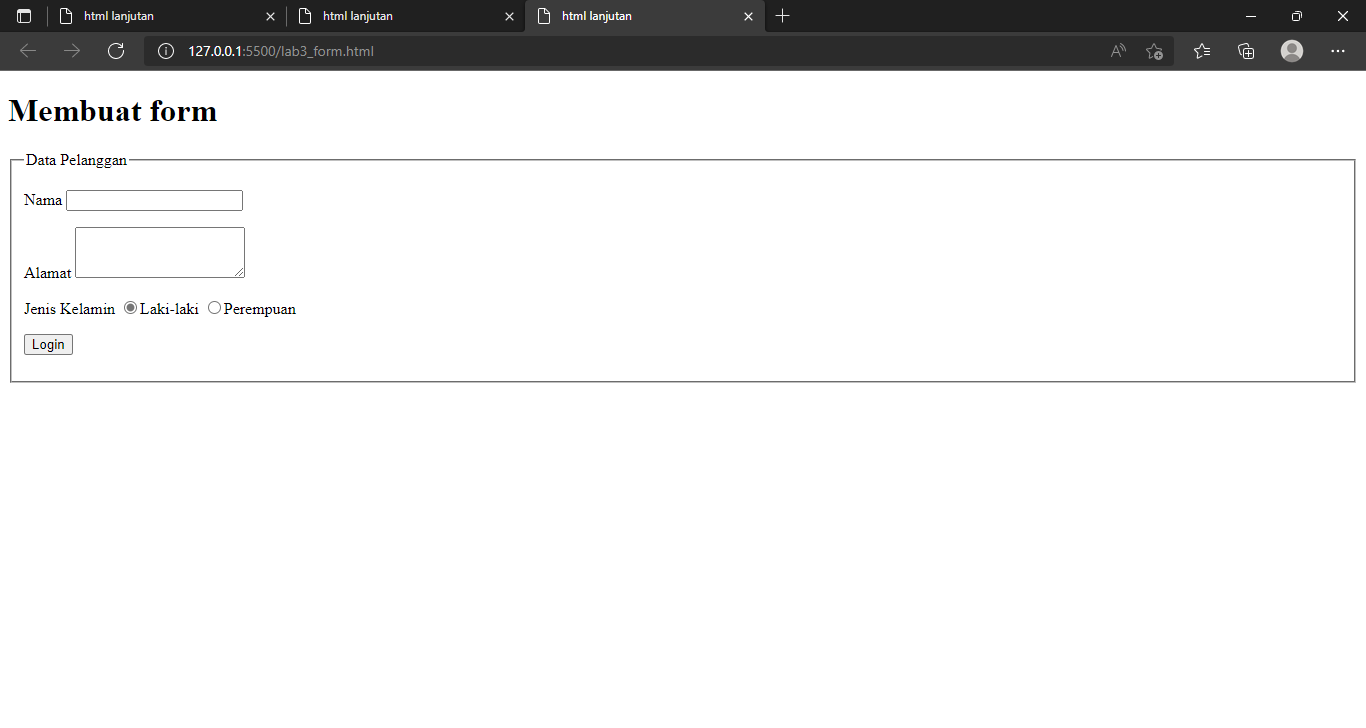 html lanjutan
html lanjutan
html lanjutan
127.0.0.1:5500/lab3_form.html
Membuat form
Data Pelanggan
Nama
Alamat
Jenis Kelamin Laki-laki Perempuan
Login